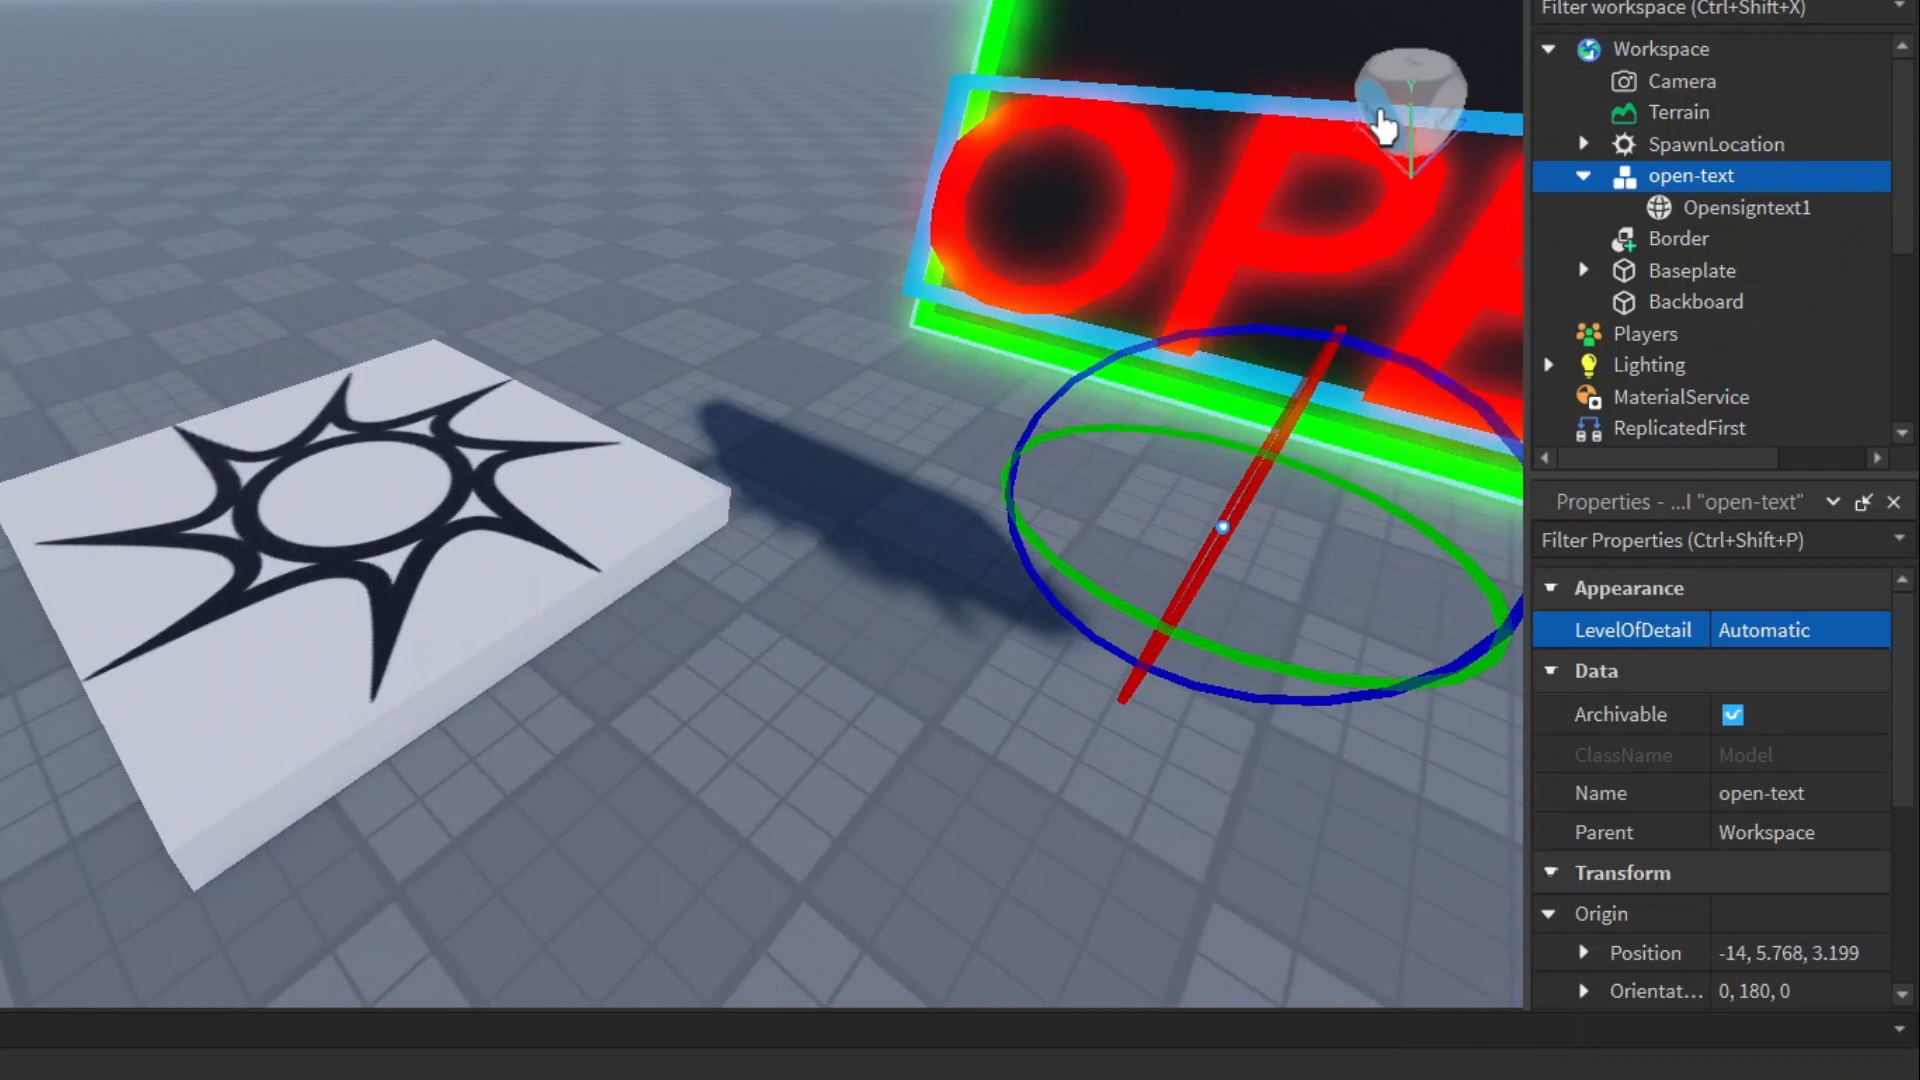 Filter workspace (Ctrl+Shift+X)
Workspace
Camera
Terrain
SpawnLocation
open-text
Opensigntext1
Border
Baseplate
Backboard
Players
Lighting
MaterialService
ReplicatedFirst
Properties - ...l "open-text"
Filter Properties (Ctrl+Shift+P)
Appearance
LevelOfDetail Automatic
Data
Archivable
ClassName Model
Name open-text
Parent Workspace
Transform
Origin
Position -14, 5.768, 3.199
Orientat... 0, 180, 0
OPE
Y
Z